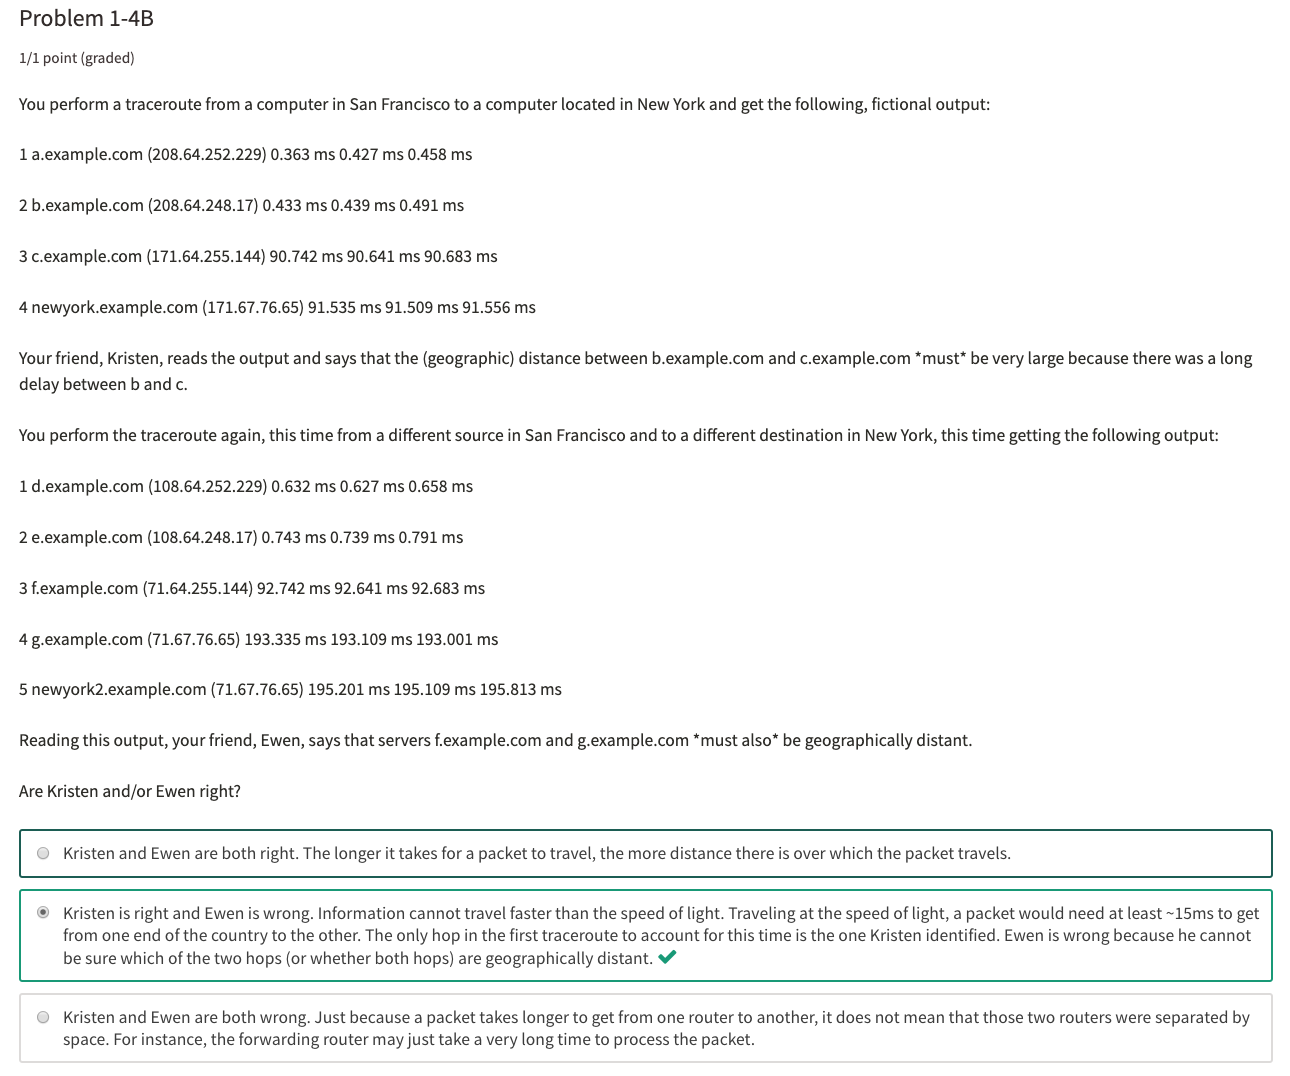 Problem 1-4B
1/1 point (graded)
You perform a traceroute from a computer in San Francisco to a computer located in New York and get the following, fictional output:
1 a.example.com (208.64.252.229) 0.363 ms 0.427 ms 0.458 ms
2 b.example.com (208.64.248.17) 0.433 ms 0.439 ms 0.491 ms
3 c.example.com (171.64.255.144) 90.742 ms 90.641 ms 90.683 ms
4 newyork.example.com (171.67.76.65) 91.535 ms 91.509 ms 91.556 ms
Your friend, Kristen, reads the output and says that the (geographic) distance between b.example.com and c.example.com *must* be very large because there was a long
delay between b and c.
You perform the traceroute again, this time from a different source in San Francisco and to a different destination in New York, this time getting the following output:
1 d.example.com (108.64.252.229) 0.632 ms 0.627 ms 0.658 ms
2 e.example.com (108.64.248.17) 0.743 ms 0.739 ms 0.791 ms
3 f.example.com (71.64.255.144) 92.742 ms 92.641 ms 92.683 ms
4 g.example.com (71.67.76.65) 193.335 ms 193.109 ms 193.001 ms
5 newyork2.example.com (71.67.76.65) 195.201 ms 195.109 ms 195.813 ms
Reading this output, your friend, Ewen, says that servers f.example.com and g.example.com *must also* be geographically distant.
Are Kristen and/or Ewen right?
Kristen and Ewen are both right. The longer it takes for a packet to travel, the more distance there is over which the packet travels.
Kristen is right and Ewen is wrong. Information cannot travel faster than the speed of light. Traveling at the speed of light, a packet would need at least ~15ms to get
from one end of the country to the other. The only hop in the first traceroute to account for this time is the one Kristen identified. Ewen is wrong because he cannot
be sure which of the two hops (or whether both hops) are geographically distant.
Kristen and Ewen are both wrong. Just because a packet takes longer to get from one router to another, it does not mean that those two routers were separated by
space. For instance, the forwarding router may just take a very long time to process the packet.